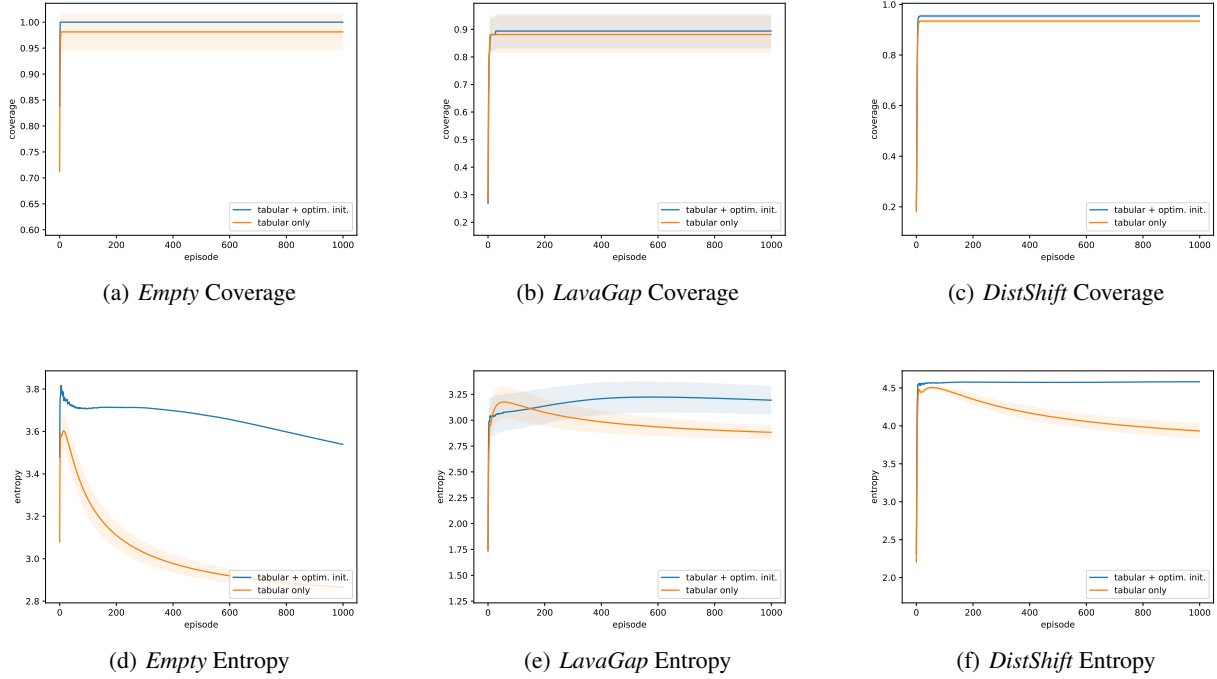 1.00
0.95
0.90
0.85
0.80
0.75
0.70
0.65
0.60
coverage
0 200 400 600 800 1000
episode
tabular + optim. init.
tabular only
(a) Empty Coverage
0.9
0.8
0.7
0.6
0.5
0.4
0.3
0.2
coverage
0 200 400 600 800 1000
episode
tabular + optim. init.
tabular only
(b) LavaGap Coverage
1.0
0.8
0.6
0.4
0.2
coverage
0 200 400 600 800 1000
episode
tabular + optim. init.
tabular only
(c) DistShift Coverage
3.8
3.6
3.4
3.2
3.0
2.8
entropy
0 200 400 600 800 1000
episode
tabular + optim. init.
tabular only
(d) Empty Entropy
3.25
3.00
2.75
2.50
2.25
2.00
1.75
1.50
1.25
entropy
0 200 400 600 800 1000
episode
tabular + optim. init.
tabular only
(e) LavaGap Entropy
4.5
4.0
3.5
3.0
2.5
2.0
entropy
0 200 400 600 800 1000
episode
tabular + optim. init.
tabular only
(f) DistShift Entropy